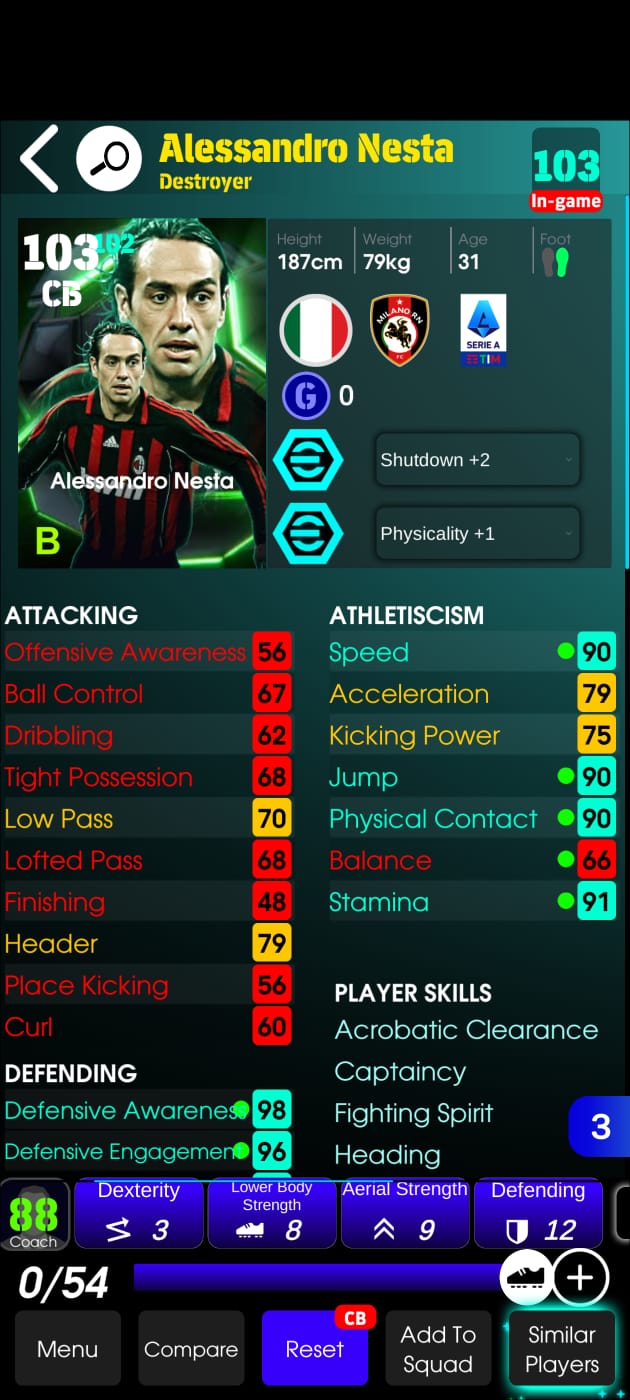 Alessandro Nesta
Destroyer
103
In-game
103 102
CB
Alessandro Nesta
B
Height
187cm
Weight
79kg
Age
31
Foot
MILANO RN
FC
SERIE A
TIM
G 0
Shutdown +2
Physicality +1
ATTACKING
Offensive Awareness 56
Ball Control 67
Dribbling 62
Tight Possession 68
Low Pass 70
Lofted Pass 68
Finishing 48
Header 79
Place Kicking 56
Curl 60
DEFENDING
Defensive Awareness 98
Defensive Engagement 96
ATHLETISCISM
Speed 90
Acceleration 79
Kicking Power 75
Jump 90
Physical Contact 90
Balance 66
Stamina 91
PLAYER SKILLS
Acrobatic Clearance
Captaincy
Fighting Spirit
Heading
3
88
Coach
Dexterity
3
Lower Body
Strength
8
Aerial Strength
9
Defending
12
0/54
Menu
Compare
CB
Reset
Add To
Squad
Similar
Players